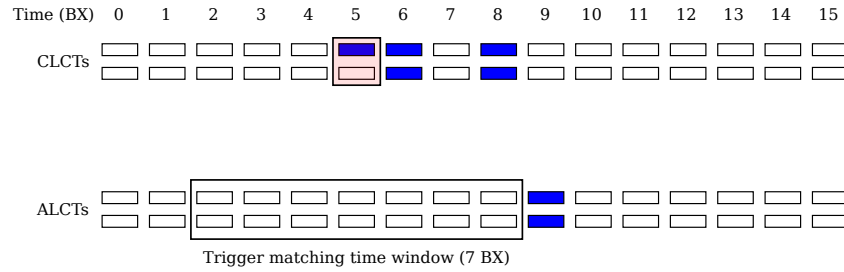 Time (BX) 0 1 2 3 4 5 6 7 8 9 10 11 12 13 14 15
CLCTs
ALCTs
Trigger matching time window (7 BX)